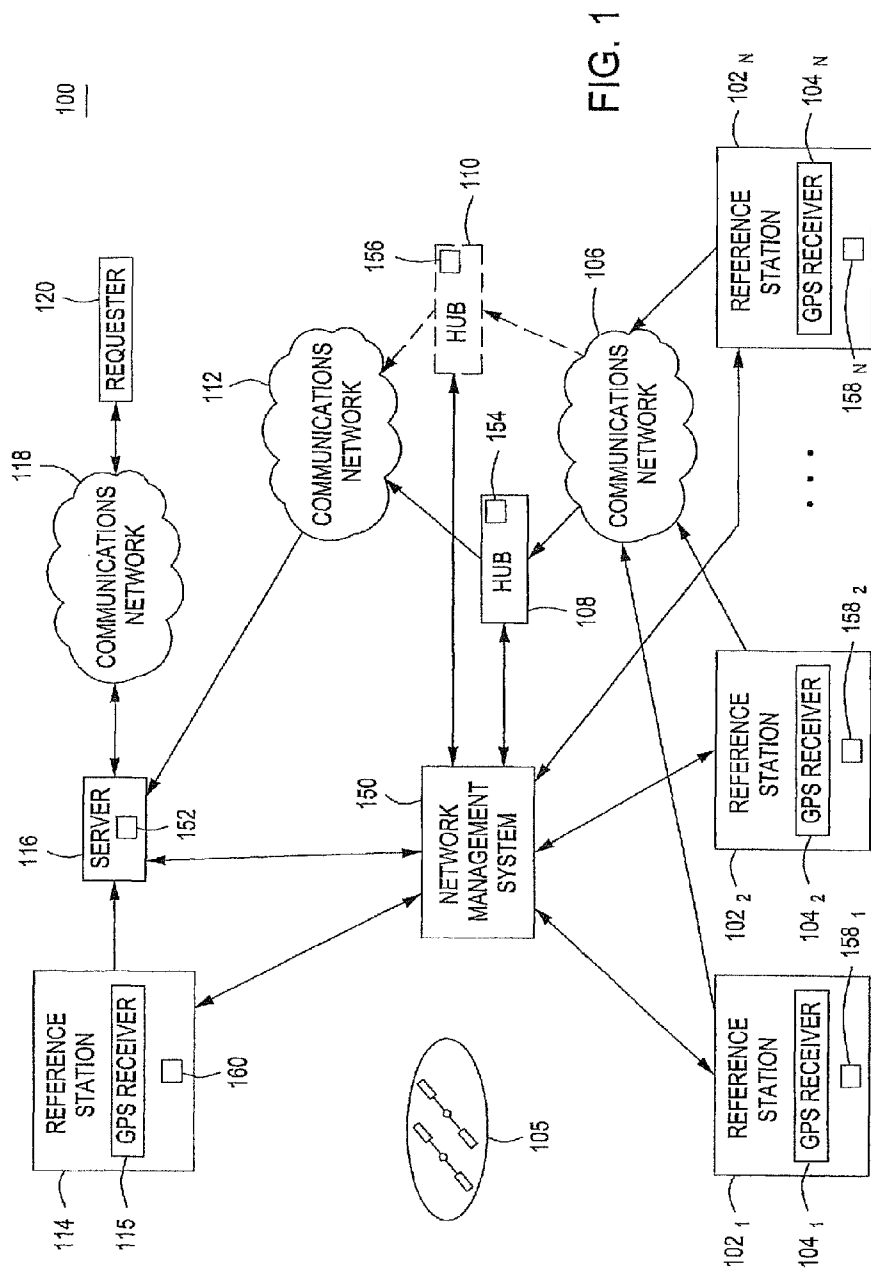 100
FIG. 1
114
REFERENCE
STATION
GPS RECEIVER
115
160
116
SERVER
152
118
COMMUNICATIONS
NETWORK
120
REQUESTER
112
COMMUNICATIONS
NETWORK
110
156
HUB
150
NETWORK
MANAGEMENT
SYSTEM
154
HUB
108
106
COMMUNICATIONS
NETWORK
105
102 1
REFERENCE
STATION
GPS RECEIVER
104 1
158 1
102 2
REFERENCE
STATION
GPS RECEIVER
104 2
158 2
. . .
102 N
REFERENCE
STATION
GPS RECEIVER
104 N
158 N